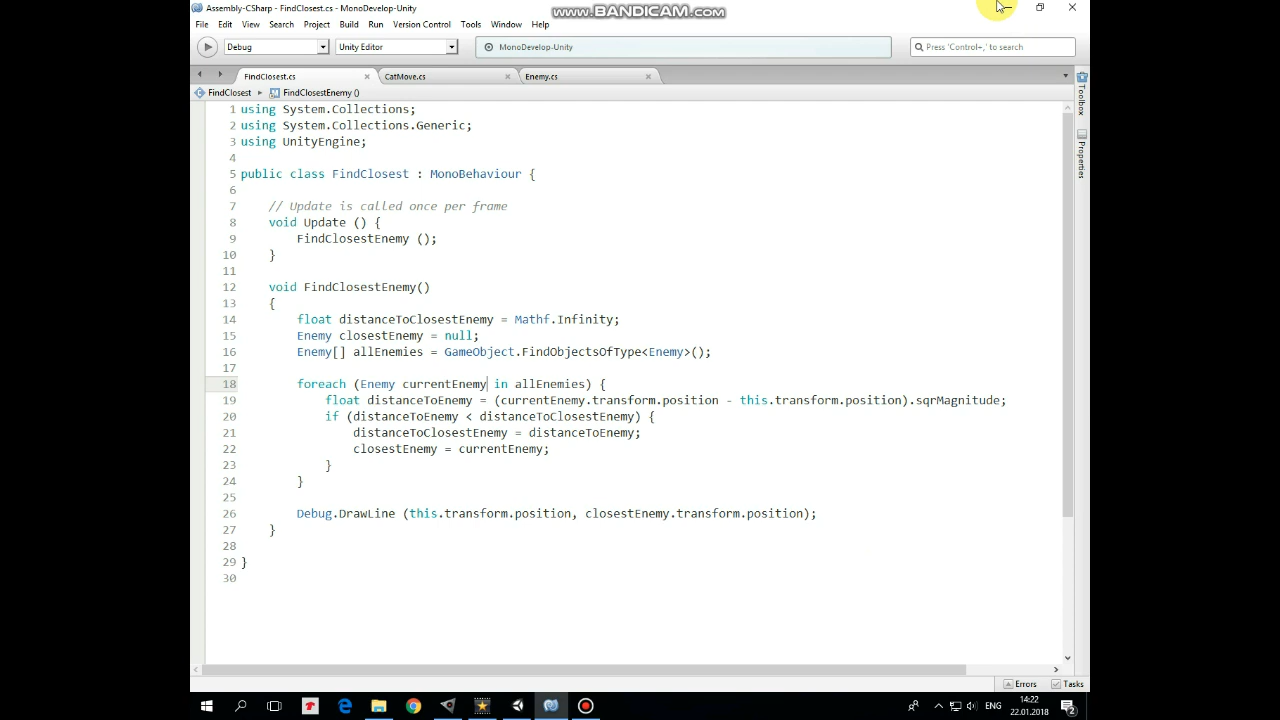 Assembly-CSharp - FindClosest.cs - MonoDevelop-Unity
www.BANDICAM.com
File Edit View Search Project Build Run Version Control Tools Window Help
Debug Unity Editor MonoDevelop-Unity Press 'Control+,' to search
FindClosest.cs CatMove.cs Enemy.cs
FindClosest FindClosestEnemy ()
Toolbox
Properties
1 using System.Collections;
2 using System.Collections.Generic;
3 using UnityEngine;
4
5 public class FindClosest : MonoBehaviour {
6
7 // Update is called once per frame
8 void Update () {
9 FindClosestEnemy ();
10 }
11
12 void FindClosestEnemy()
13 {
14 float distanceToClosestEnemy = Mathf.Infinity;
15 Enemy closestEnemy = null;
16 Enemy[] allEnemies = GameObject.FindObjectsOfType<Enemy>();
17
18 foreach (Enemy currentEnemy in allEnemies) {
19 float distanceToEnemy = (currentEnemy.transform.position - this.transform.position).sqrMagnitude;
20 if (distanceToEnemy < distanceToClosestEnemy) {
21 distanceToClosestEnemy = distanceToEnemy;
22 closestEnemy = currentEnemy;
23 }
24 }
25
26 Debug.DrawLine (this.transform.position, closestEnemy.transform.position);
27 }
28
29 }
30
Errors Tasks
ENG 14:22
22.01.2018 2